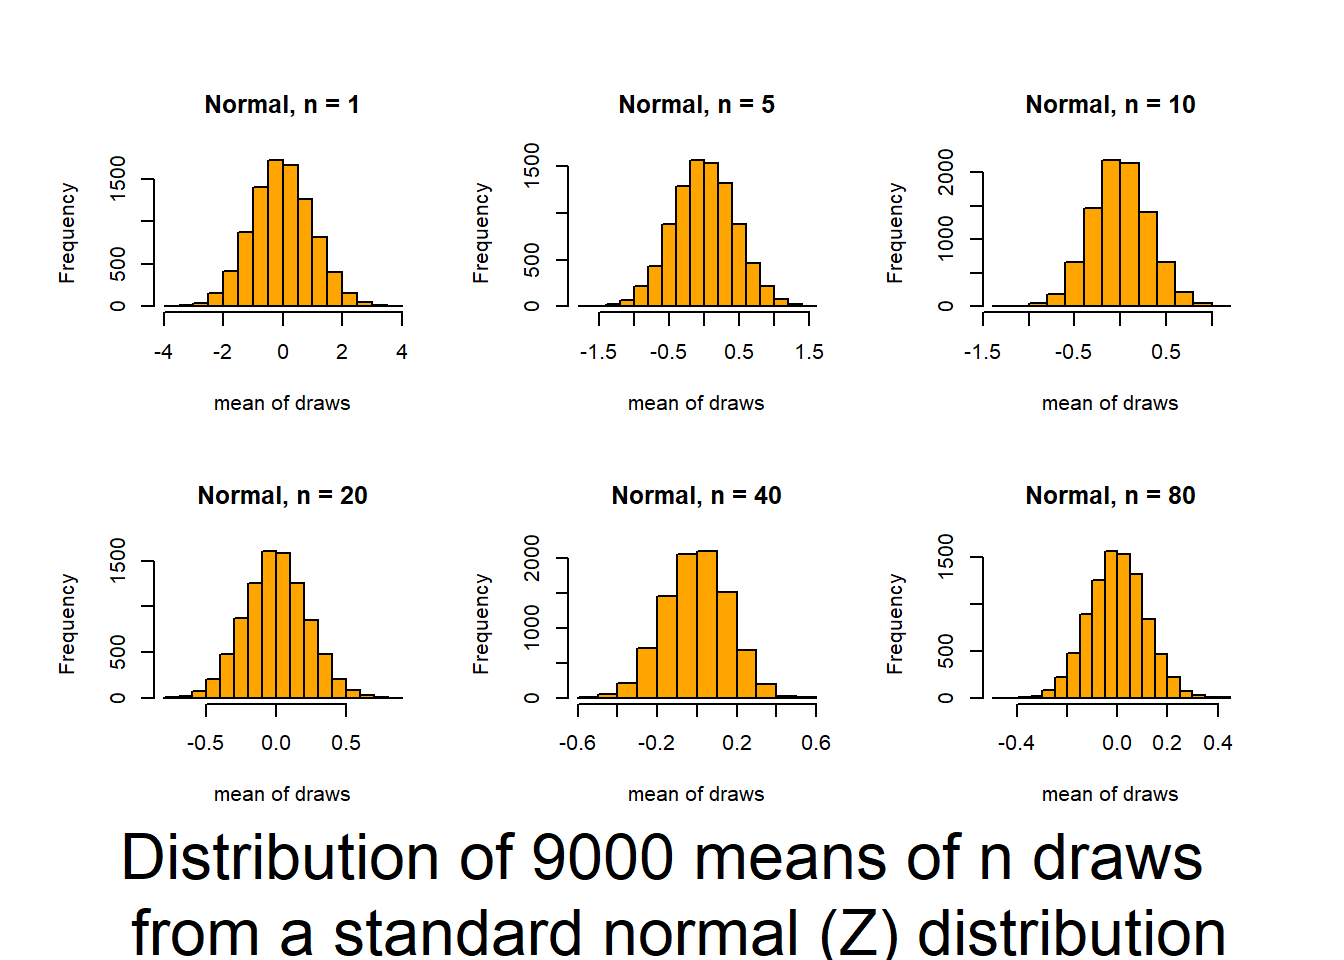 Normal, n = 1
Frequency
1500
500
0
-4 -2 0 2 4
mean of draws
Normal, n = 5
Frequency
1500
500
0
-1.5 -0.5 0.5 1.5
mean of draws
Normal, n = 10
Frequency
2000
1000
0
-1.5 -0.5 0.5
mean of draws
Normal, n = 20
Frequency
1500
500
0
-0.5 0.0 0.5
mean of draws
Normal, n = 40
Frequency
2000
1000
0
-0.6 -0.2 0.2 0.6
mean of draws
Normal, n = 80
Frequency
1500
500
0
-0.4 0.0 0.2 0.4
mean of draws
Distribution of 9000 means of n draws
from a standard normal (Z) distribution